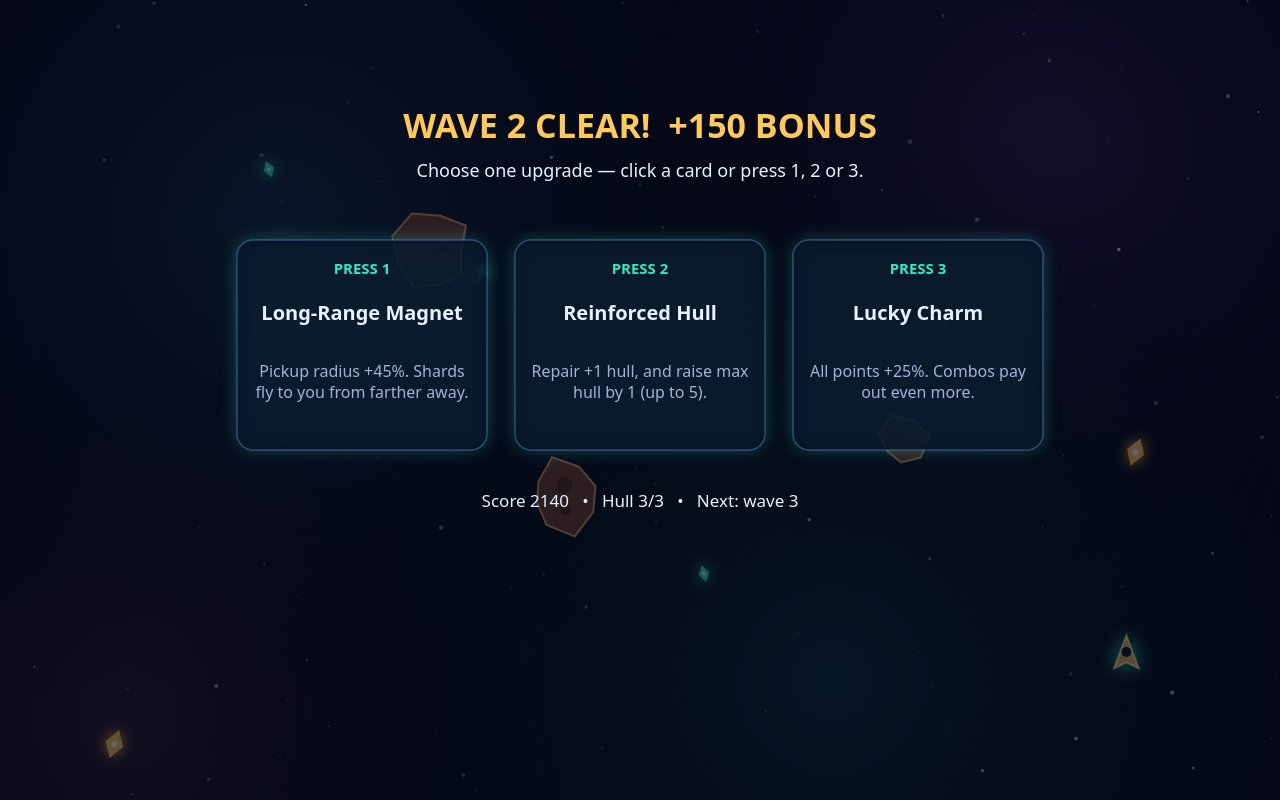 WAVE 2 CLEAR!  +150 BONUS
Choose one upgrade — click a card or press 1, 2 or 3.
PRESS 1
Long-Range Magnet
Pickup radius +45%. Shards
fly to you from farther away.
PRESS 2
Reinforced Hull
Repair +1 hull, and raise max
hull by 1 (up to 5).
PRESS 3
Lucky Charm
All points +25%. Combos pay
out even more.
Score 2140  •  Hull 3/3  •  Next: wave 3